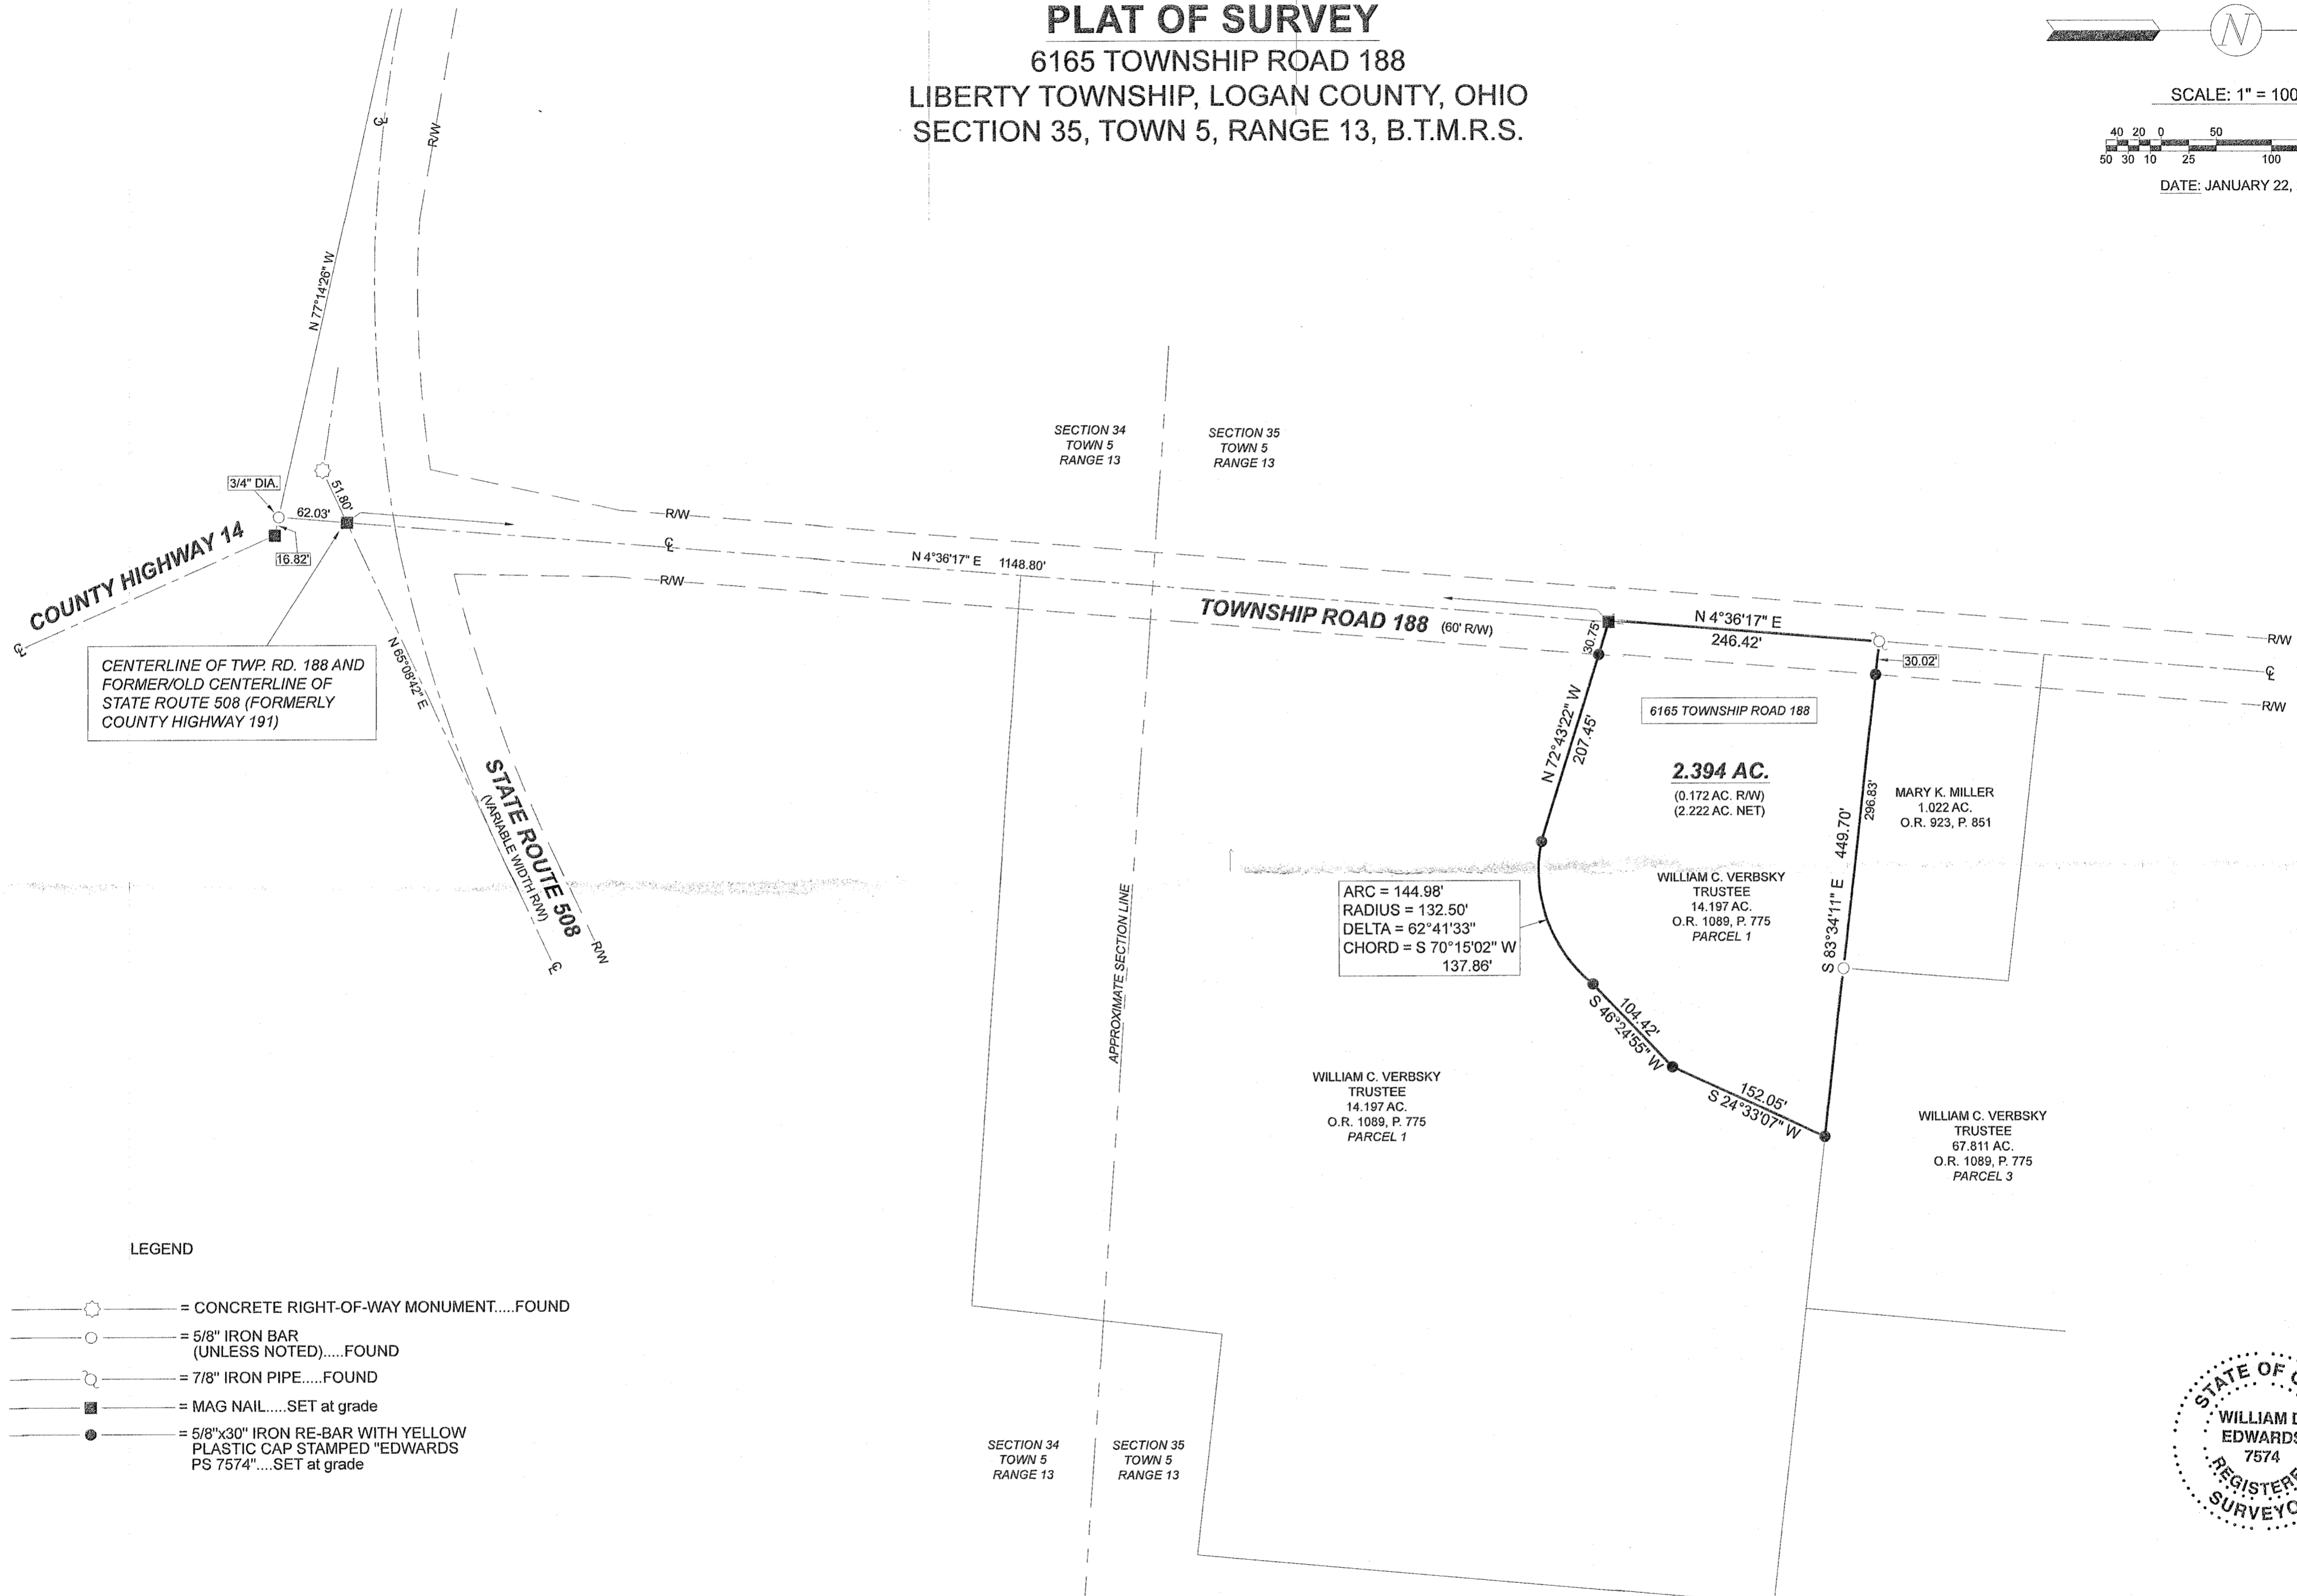 PLAT OF SURVEY
6165 TOWNSHIP ROAD 188
LIBERTY TOWNSHIP, LOGAN COUNTY, OHIO
SECTION 35, TOWN 5, RANGE 13, B.T.M.R.S.
N
SCALE: 1" = 100
40 20 0 50
50 30 10 25 100
DATE: JANUARY 22,
℄
R/W
N 77°14'26" W
SECTION 34
TOWN 5
RANGE 13
SECTION 35
TOWN 5
RANGE 13
3/4" DIA.
51.80'
62.03'
16.82'
COUNTY HIGHWAY 14
℄
R/W
℄
R/W
N 4°36'17" E 1148.80'
TOWNSHIP ROAD 188 (60' R/W)
30.75'
N 4°36'17" E
246.42'
30.02'
R/W
℄
R/W
CENTERLINE OF TWP. RD. 188 AND
FORMER/OLD CENTERLINE OF
STATE ROUTE 508 (FORMERLY
COUNTY HIGHWAY 191)
N 65°08'42" E
STATE ROUTE 508
(VARIABLE WIDTH R/W)
R/W
℄
N 72°43'22" W
207.45'
6165 TOWNSHIP ROAD 188
2.394 AC.
(0.172 AC. R/W)
(2.222 AC. NET)
296.83'
S 83°34'11" E 449.70'
MARY K. MILLER
1.022 AC.
O.R. 923, P. 851
WILLIAM C. VERBSKY
TRUSTEE
14.197 AC.
O.R. 1089, P. 775
PARCEL 1
ARC = 144.98'
RADIUS = 132.50'
DELTA = 62°41'33"
CHORD = S 70°15'02" W
137.86'
APPROXIMATE SECTION LINE
104.42'
S 46°24'55" W
152.05'
S 24°33'07" W
WILLIAM C. VERBSKY
TRUSTEE
14.197 AC.
O.R. 1089, P. 775
PARCEL 1
WILLIAM C. VERBSKY
TRUSTEE
67.811 AC.
O.R. 1089, P. 775
PARCEL 3
LEGEND
= CONCRETE RIGHT-OF-WAY MONUMENT.....FOUND
= 5/8" IRON BAR
(UNLESS NOTED).....FOUND
= 7/8" IRON PIPE.....FOUND
= MAG NAIL.....SET at grade
= 5/8"x30" IRON RE-BAR WITH YELLOW
PLASTIC CAP STAMPED "EDWARDS
PS 7574"....SET at grade
SECTION 34
TOWN 5
RANGE 13
SECTION 35
TOWN 5
RANGE 13
STATE OF
WILLIAM
EDWARDS
7574
REGISTERE
SURVEYO